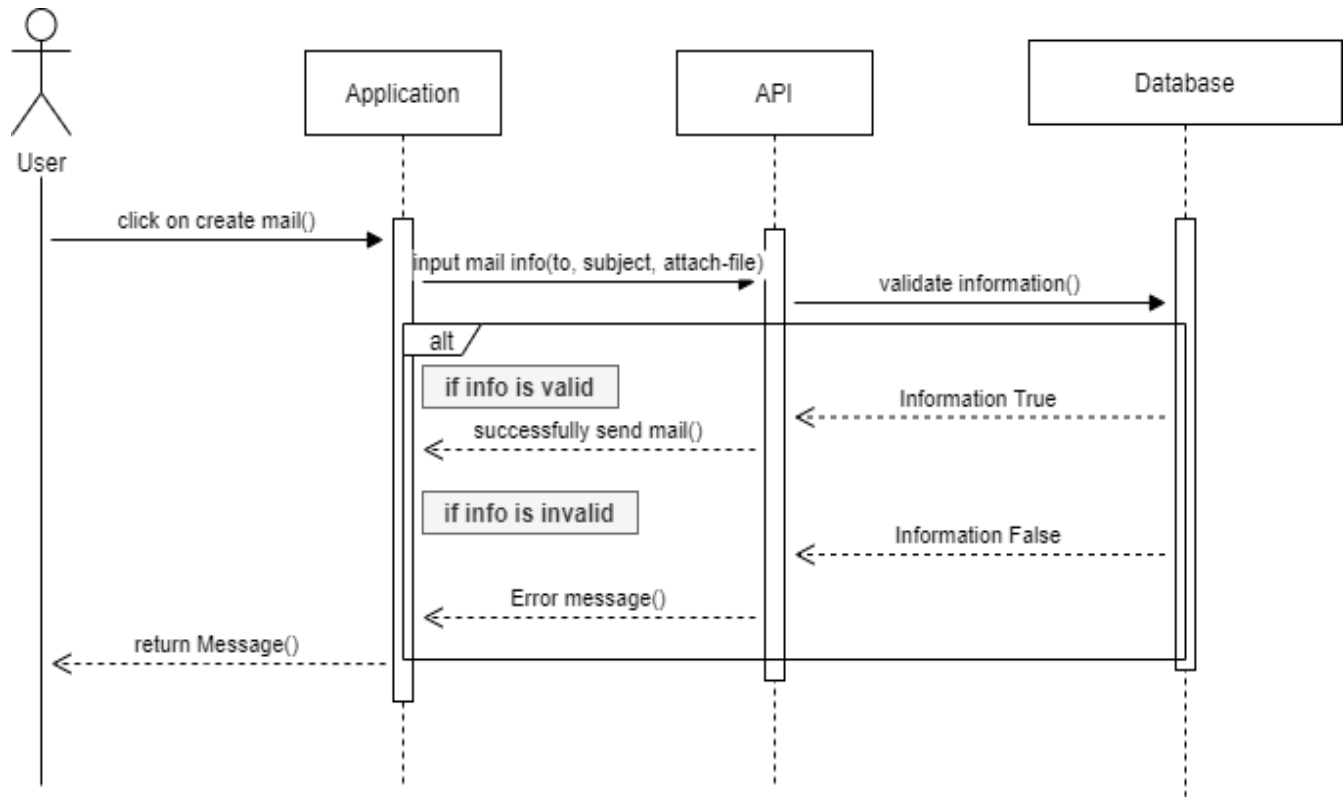 Application
API
Database
User
click on create mail()
input mail info(to, subject, attach-file)
validate information()
alt
if info is valid
Information True
successfully send mail()
if info is invalid
Information False
Error message()
return Message()